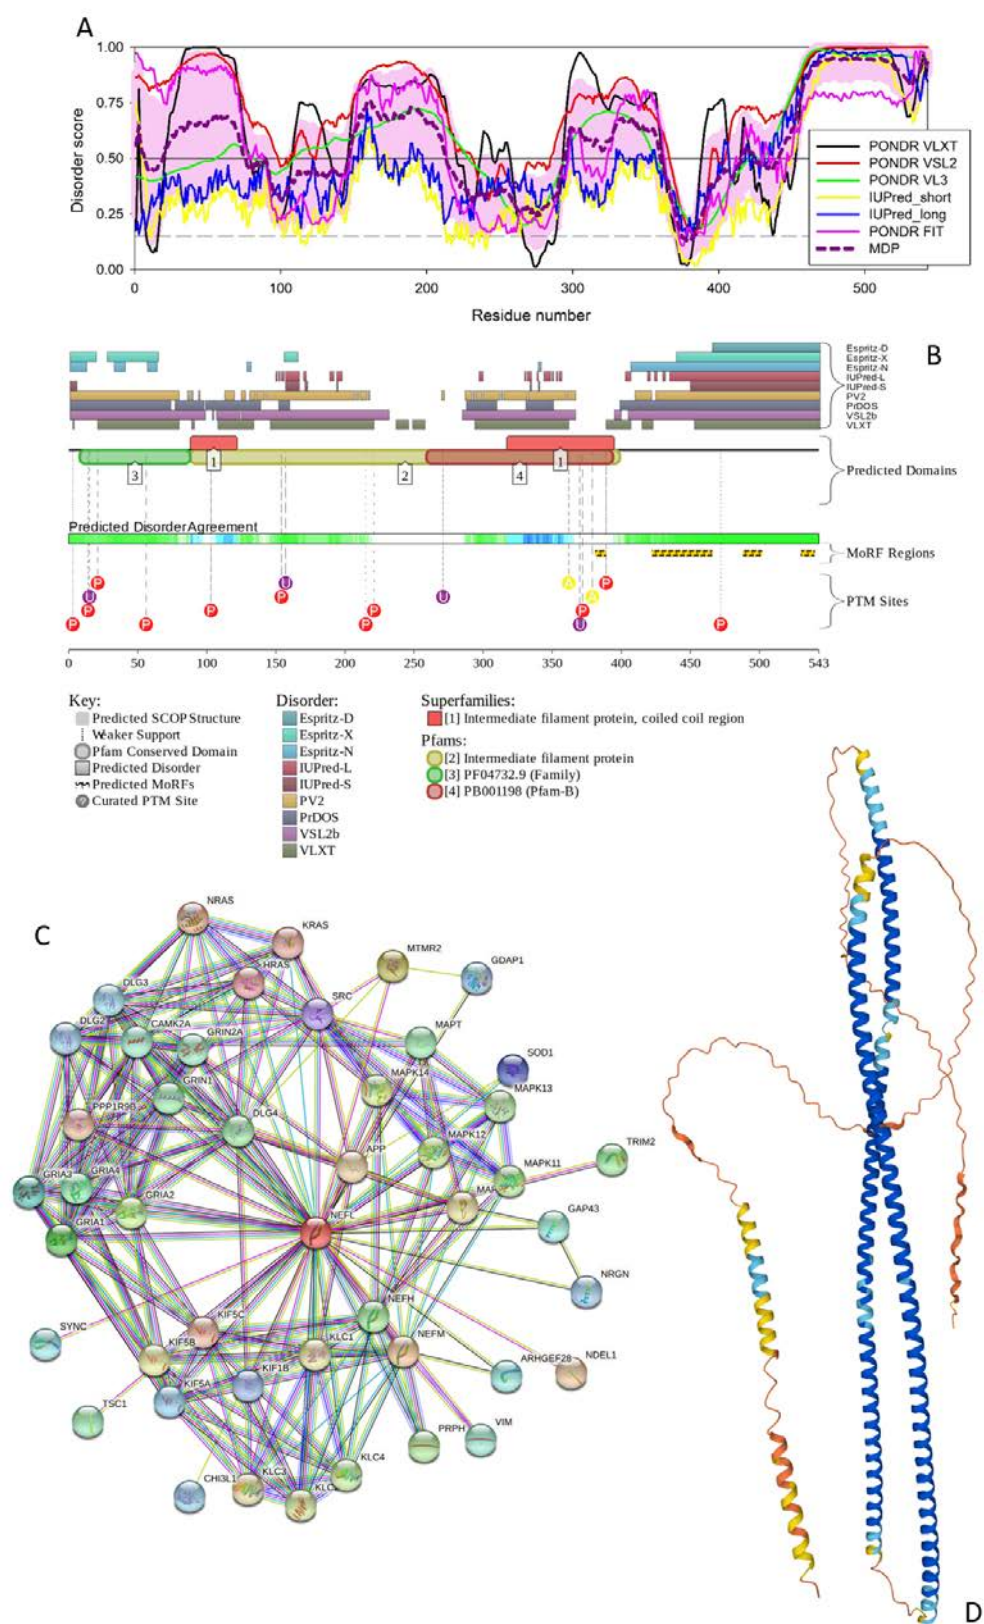 A
1.00
0.75
0.50
0.25
0.00
Disorder score
0
100
200
300
400
500
Residue number
PONDR VLXT
PONDR VSL2
PONDR VL3
IUPred_short
IUPred_long
PONDR FIT
MDP
B
Espritz-D
Espritz-X
Espritz-N
IUPred-L
IUPred-S
PV2
PrDOS
VSL2b
VLXT
3
1
2
4
1
Predicted Domains
Predicted Disorder Agreement
MoRF Regions
P U A P
U U A
P P P
P P P P U P
PTM Sites
0 50 100 150 200 250 300 350 400 450 500 543
Key:
Predicted SCOP Structure
Weaker Support
Pfam Conserved Domain
Predicted Disorder
Predicted MoRFs
Curated PTM Site
Disorder:
Espritz-D
Espritz-X
Espritz-N
IUPred-L
IUPred-S
PV2
PrDOS
VSL2b
VLXT
Superfamilies:
[1] Intermediate filament protein, coiled coil region
Pfams:
[2] Intermediate filament protein
[3] PF04732.9 (Family)
[4] PB001198 (Pfam-B)
C
NRAS
KRAS
MTMR2
GDAP1
HRAS
DLG3
SRC
DLG2
CAMK2A
GRIN2A
MAPT
SOD1
MAPK14
MAPK13
GRIN1
PPP1R9B
DLG4
MAPK12
TRIM2
APP
MAPK11
GRIA3
GRIA4
GRIA2
MAP
GAP43
GRIA1
NEFL
NRGN
NEFH
SYNC
KIF5C
KIF5B
KLC1
NEFM
KIF1B
ARHGEF28
NDEL1
KIF5A
TSC1
PRPH
VIM
KLC4
CHI3L1
KLC3
KLC
D